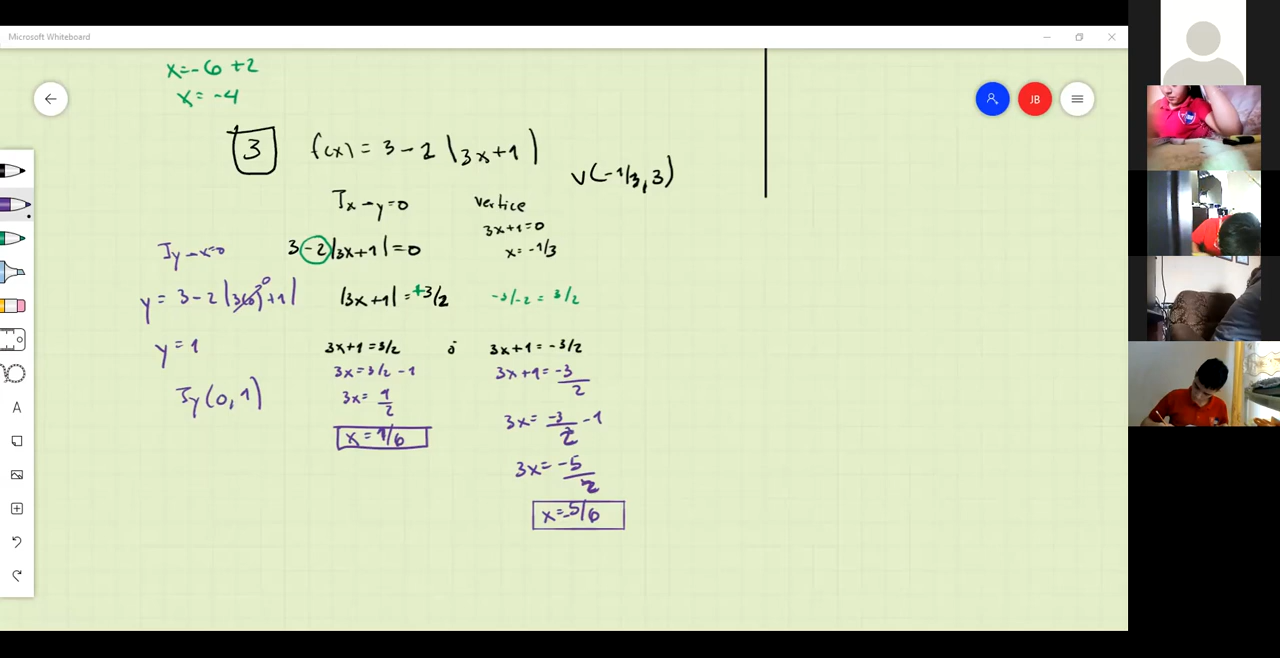 Microsoft Whiteboard
x=-6+2
x=-4
JB
3 f(x) = 3-2|3x+1|
V(-1/3, 3)
Ix - y=0
Vertice
3x+1=0
x=-1/3
Iy - x=0
3-2|3x+1|=0
y = 3-2|3(0)⁰+1|
|3x+1|=+3/2
-3/-2 = 3/2
y = 1
Iy(0,1)
3x+1=3/2 ó 3x+1=-3/2
3x=3/2-1
3x=1/2
x=1/6
3x+1=-3/2
3x=-3/2-1
3x=-5/2
x=-5/6
A